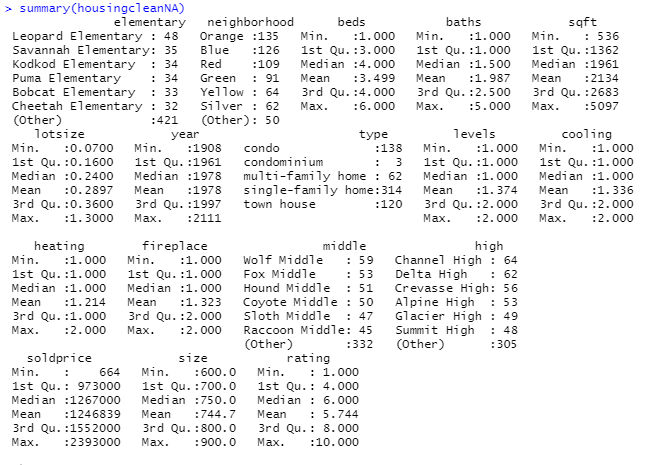 > summary(housingcleanNA)
elementary neighborhood beds baths sqft
Leopard Elementary : 48 Orange :135 Min. :1.000 Min. :1.000 Min. : 536
Savannah Elementary: 35 Blue :126 1st Qu.:3.000 1st Qu.:1.000 1st Qu.:1362
Kodkod Elementary : 34 Red :109 Median :4.000 Median :1.500 Median :1961
Puma Elementary : 34 Green : 91 Mean :3.499 Mean :1.987 Mean :2134
Bobcat Elementary : 33 Yellow : 64 3rd Qu.:4.000 3rd Qu.:2.500 3rd Qu.:2683
Cheetah Elementary : 32 Silver : 62 Max. :6.000 Max. :5.000 Max. :5097
(Other) :421 (Other): 50
lotsize year type levels cooling
Min. :0.0700 Min. :1908 condo :138 Min. :1.000 Min. :1.000
1st Qu.:0.1600 1st Qu.:1961 condominium : 3 1st Qu.:1.000 1st Qu.:1.000
Median :0.2400 Median :1978 multi-family home : 62 Median :1.000 Median :1.000
Mean :0.2897 Mean :1978 single-family home:314 Mean :1.374 Mean :1.336
3rd Qu.:0.3600 3rd Qu.:1997 town house :120 3rd Qu.:2.000 3rd Qu.:2.000
Max. :1.3000 Max. :2111 Max. :2.000 Max. :2.000
heating fireplace middle high
Min. :1.000 Min. :1.000 Wolf Middle : 59 Channel High : 64
1st Qu.:1.000 1st Qu.:1.000 Fox Middle : 53 Delta High : 62
Median :1.000 Median :1.000 Hound Middle : 51 Crevasse High: 56
Mean :1.214 Mean :1.323 Coyote Middle : 50 Alpine High : 53
3rd Qu.:1.000 3rd Qu.:2.000 Sloth Middle : 47 Glacier High : 49
Max. :2.000 Max. :2.000 Raccoon Middle: 45 Summit High : 48
(Other) :332 (Other) :305
soldprice size rating
Min. : 664 Min. :600.0 Min. : 1.000
1st Qu.: 973000 1st Qu.:700.0 1st Qu.: 4.000
Median :1267000 Median :750.0 Median : 6.000
Mean :1246839 Mean :744.7 Mean : 5.744
3rd Qu.:1552000 3rd Qu.:800.0 3rd Qu.: 8.000
Max. :2393000 Max. :900.0 Max. :10.000